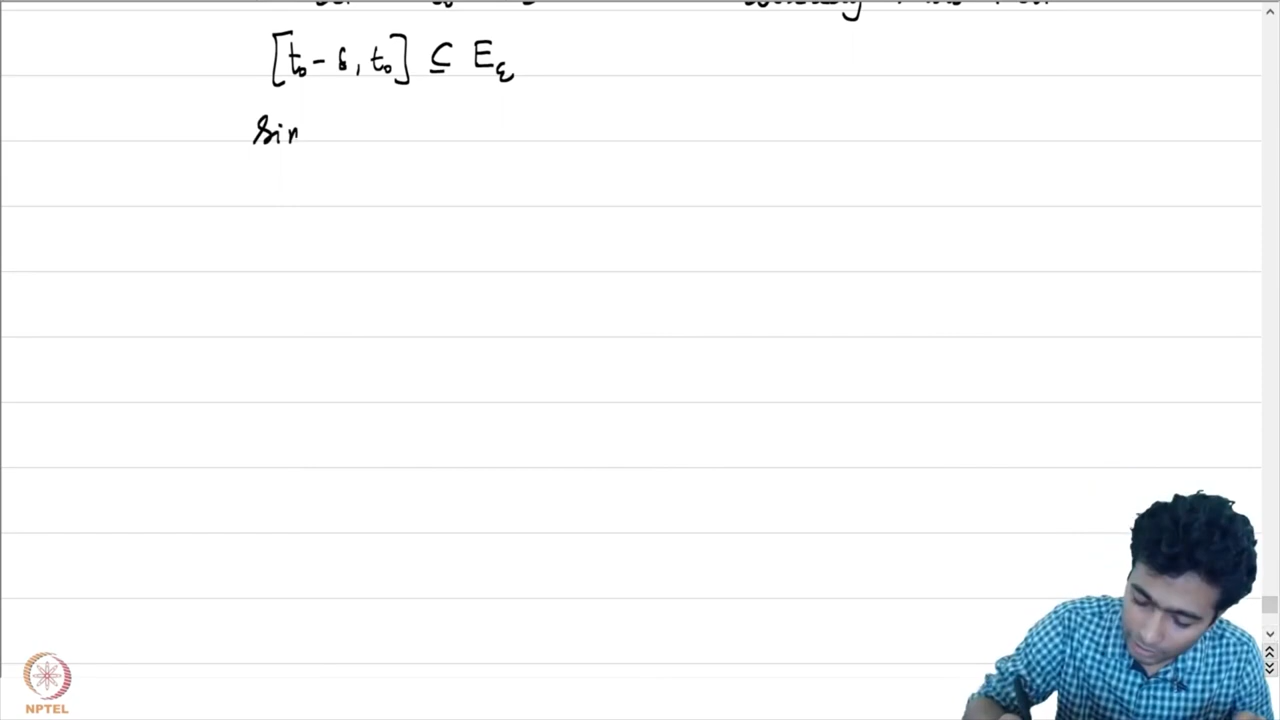 [t₀ - δ, t₀] ⊆ E_ε
Sin
NPTEL